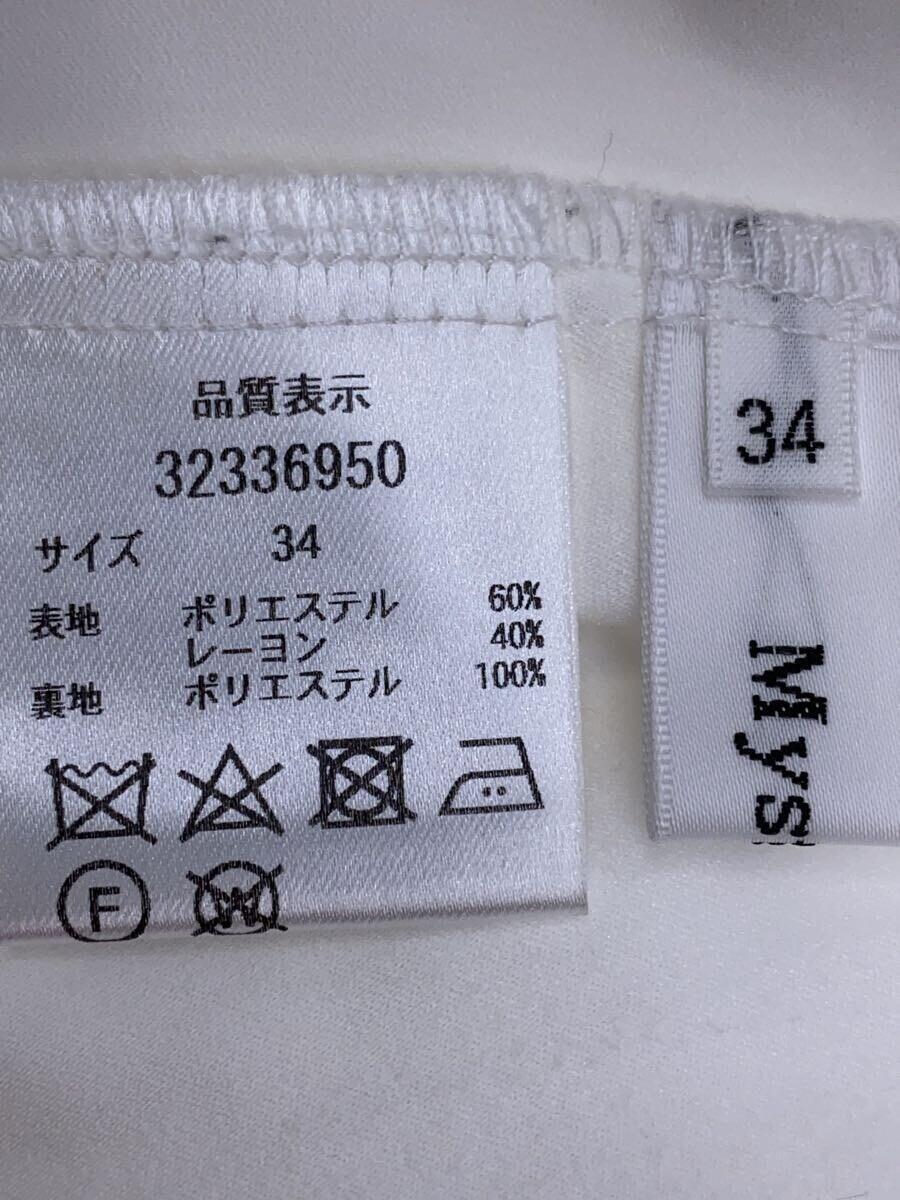 品質表示
32336950
サイズ 34
表地 ポリエステル 60%
レーヨン 40%
裏地 ポリエステル 100%
F
W
34
Mys